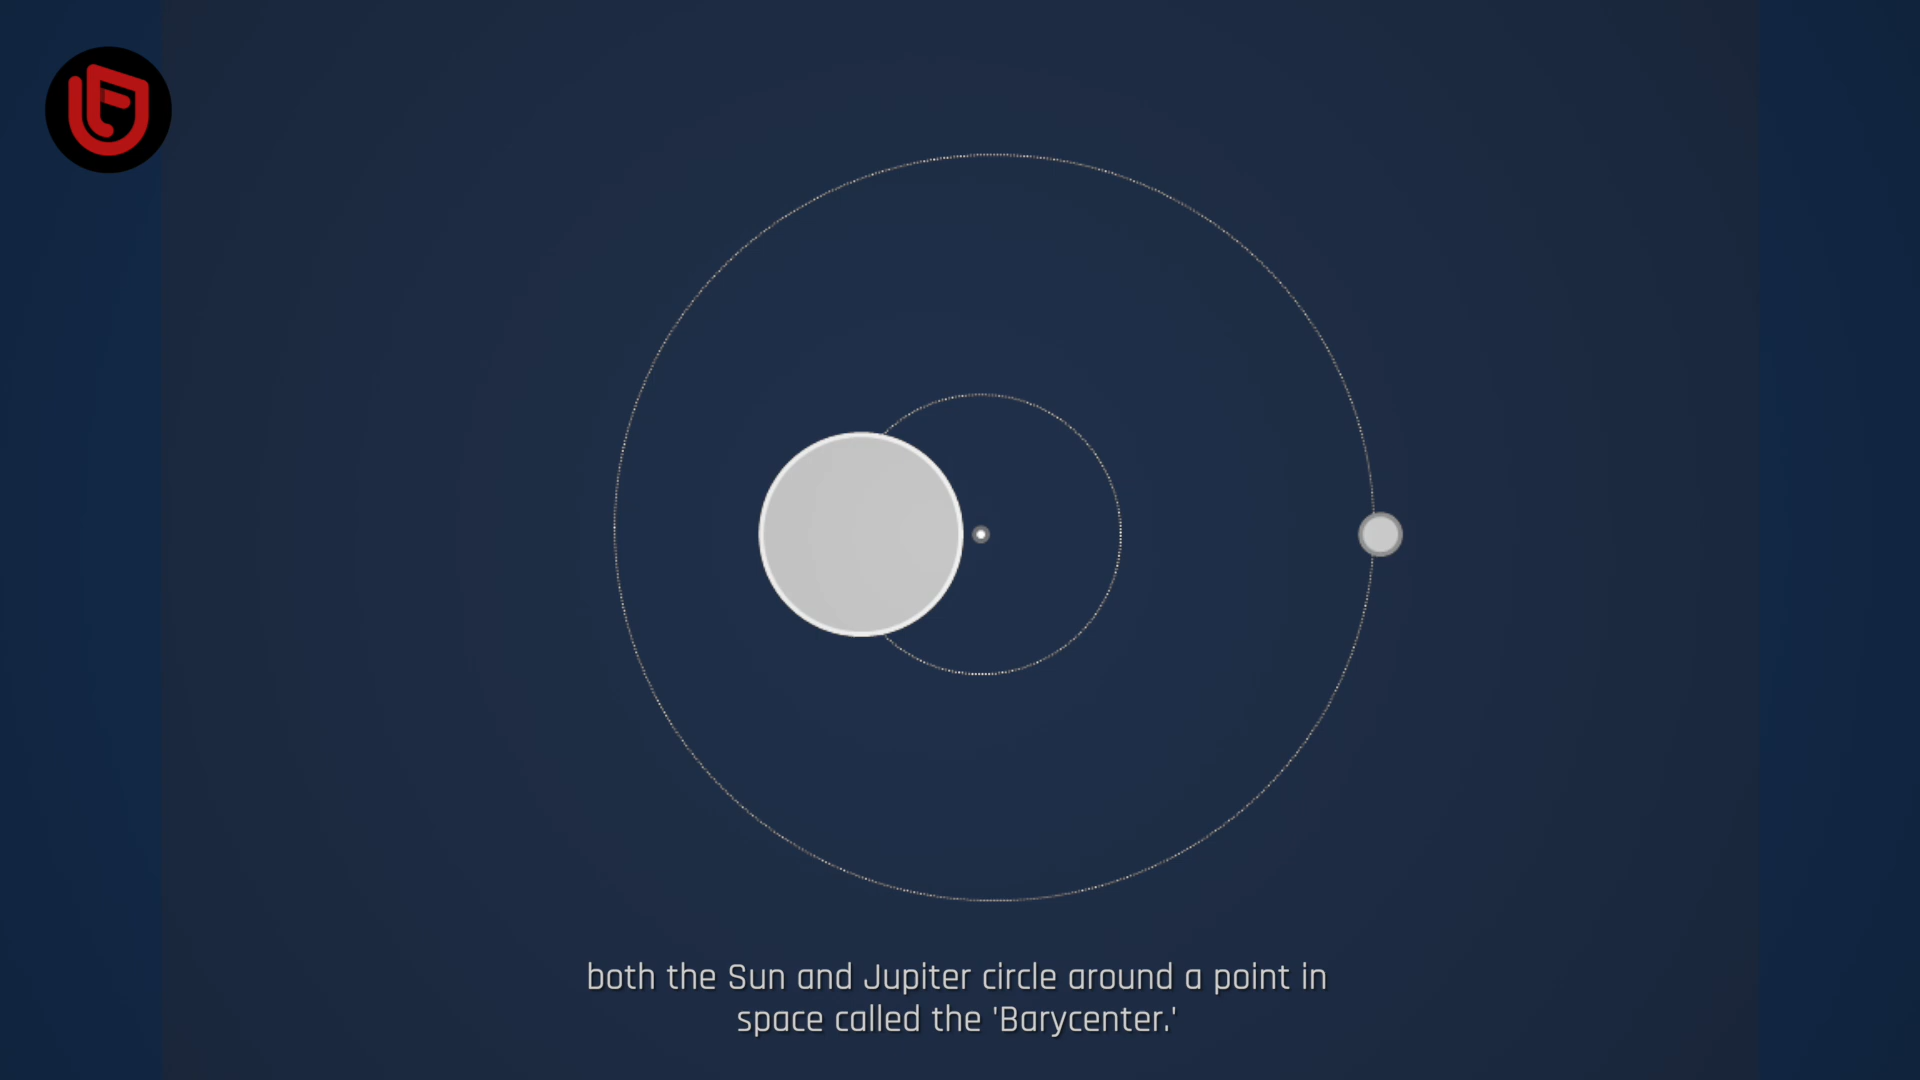 both the Sun and Jupiter circle around a point in
space called the 'Barycenter.'